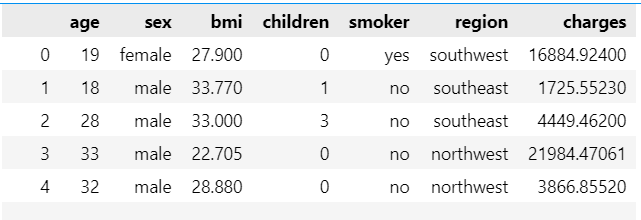 age sex bmi children smoker region charges
0 19 female 27.900 0 yes southwest 16884.92400
1 18 male 33.770 1 no southeast 1725.55230
2 28 male 33.000 3 no southeast 4449.46200
3 33 male 22.705 0 no northwest 21984.47061
4 32 male 28.880 0 no northwest 3866.85520